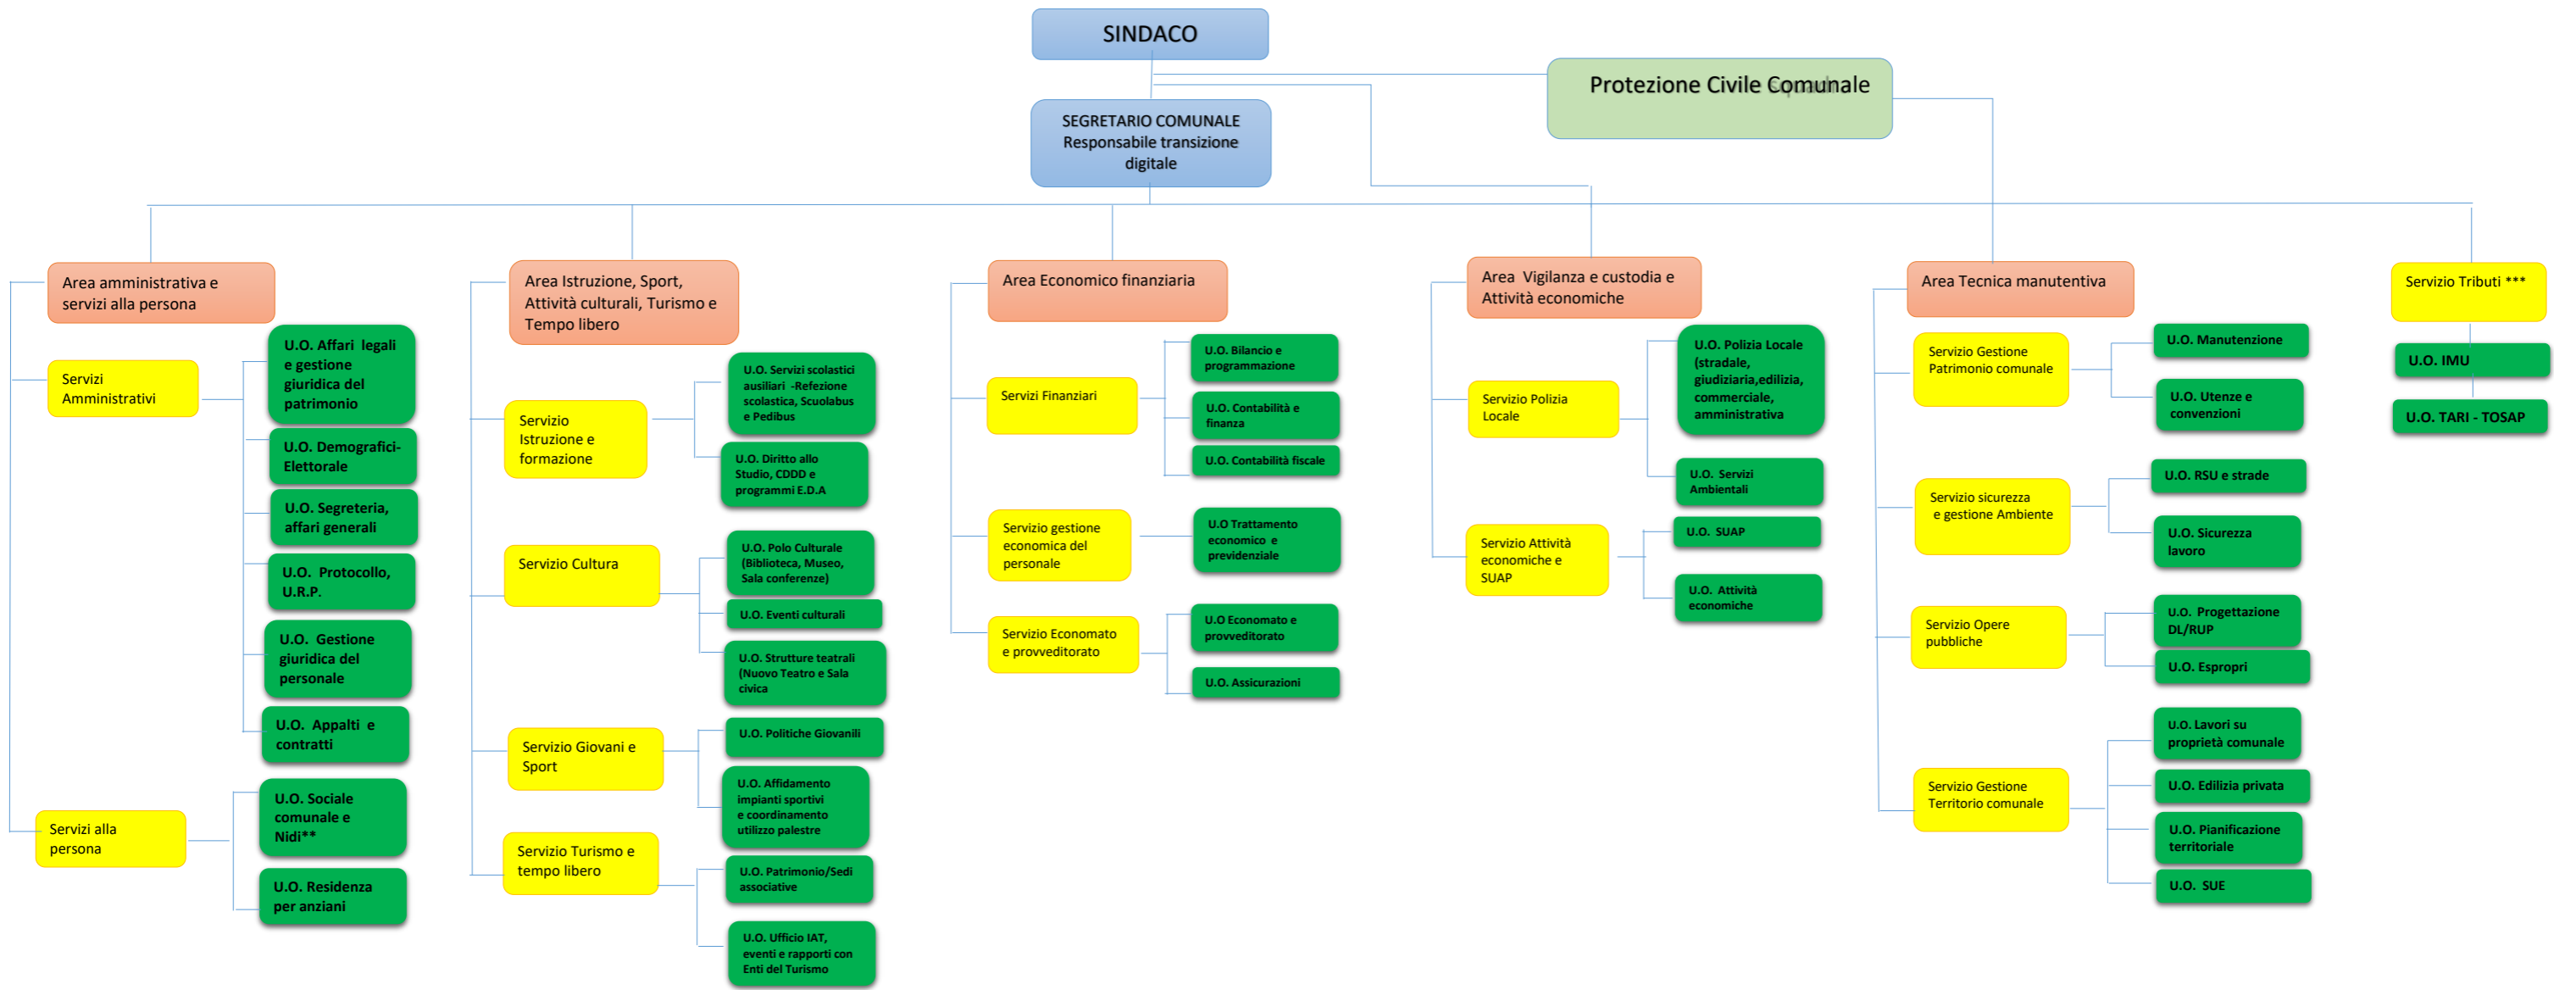 SINDACO
Protezione Civile Comunale
SEGRETARIO COMUNALE
Responsabile transizione
digitale
Area amministrativa e
servizi alla persona
Servizi
Amministrativi
U.O. Affari legali
e gestione
giuridica del
patrimonio
U.O. Demografici-
Elettorale
U.O. Segreteria,
affari generali
U.O. Protocollo,
U.R.P.
U.O. Gestione
giuridica del
personale
U.O. Appalti e
contratti
Servizi alla
persona
U.O. Sociale
comunale e
Nidi**
U.O. Residenza
per anziani
Area Istruzione, Sport,
Attività culturali, Turismo e
Tempo libero
Servizio
Istruzione e
formazione
U.O. Servizi scolastici
ausiliari -Refezione
scolastica, Scuolabus
e Pedibus
U.O. Diritto allo
Studio, CDDD e
programmi E.D.A
Servizio Cultura
U.O. Polo Culturale
(Biblioteca, Museo,
Sala conferenze)
U.O. Eventi culturali
U.O. Strutture teatrali
(Nuovo Teatro e Sala
civica
Servizio Giovani e
Sport
U.O. Politiche Giovanili
U.O. Affidamento
impianti sportivi
e coordinamento
utilizzo palestre
Servizio Turismo e
tempo libero
U.O. Patrimonio/Sedi
associative
U.O. Ufficio IAT,
eventi e rapporti con
Enti del Turismo
Area Economico finanziaria
Servizi Finanziari
U.O. Bilancio e
programmazione
U.O. Contabilità e
finanza
U.O. Contabilità fiscale
Servizio gestione
economica del
personale
U.O Trattamento
economico e
previdenziale
Servizio Economato
e provveditorato
U.O Economato e
provveditorato
U.O. Assicurazioni
Area Vigilanza e custodia e
Attività economiche
Servizio Polizia
Locale
U.O. Polizia Locale
(stradale,
giudiziaria,edilizia,
commerciale,
amministrativa
U.O. Servizi
Ambientali
Servizio Attività
economiche e
SUAP
U.O. SUAP
U.O. Attività
economiche
Area Tecnica manutentiva
Servizio Gestione
Patrimonio comunale
U.O. Manutenzione
U.O. Utenze e
convenzioni
Servizio sicurezza
e gestione Ambiente
U.O. RSU e strade
U.O. Sicurezza
lavoro
Servizio Opere
pubbliche
U.O. Progettazione
DL/RUP
U.O. Espropri
Servizio Gestione
Territorio comunale
U.O. Lavori su
proprietà comunale
U.O. Edilizia privata
U.O. Pianificazione
territoriale
U.O. SUE
Servizio Tributi ***
U.O. IMU
U.O. TARI - TOSAP